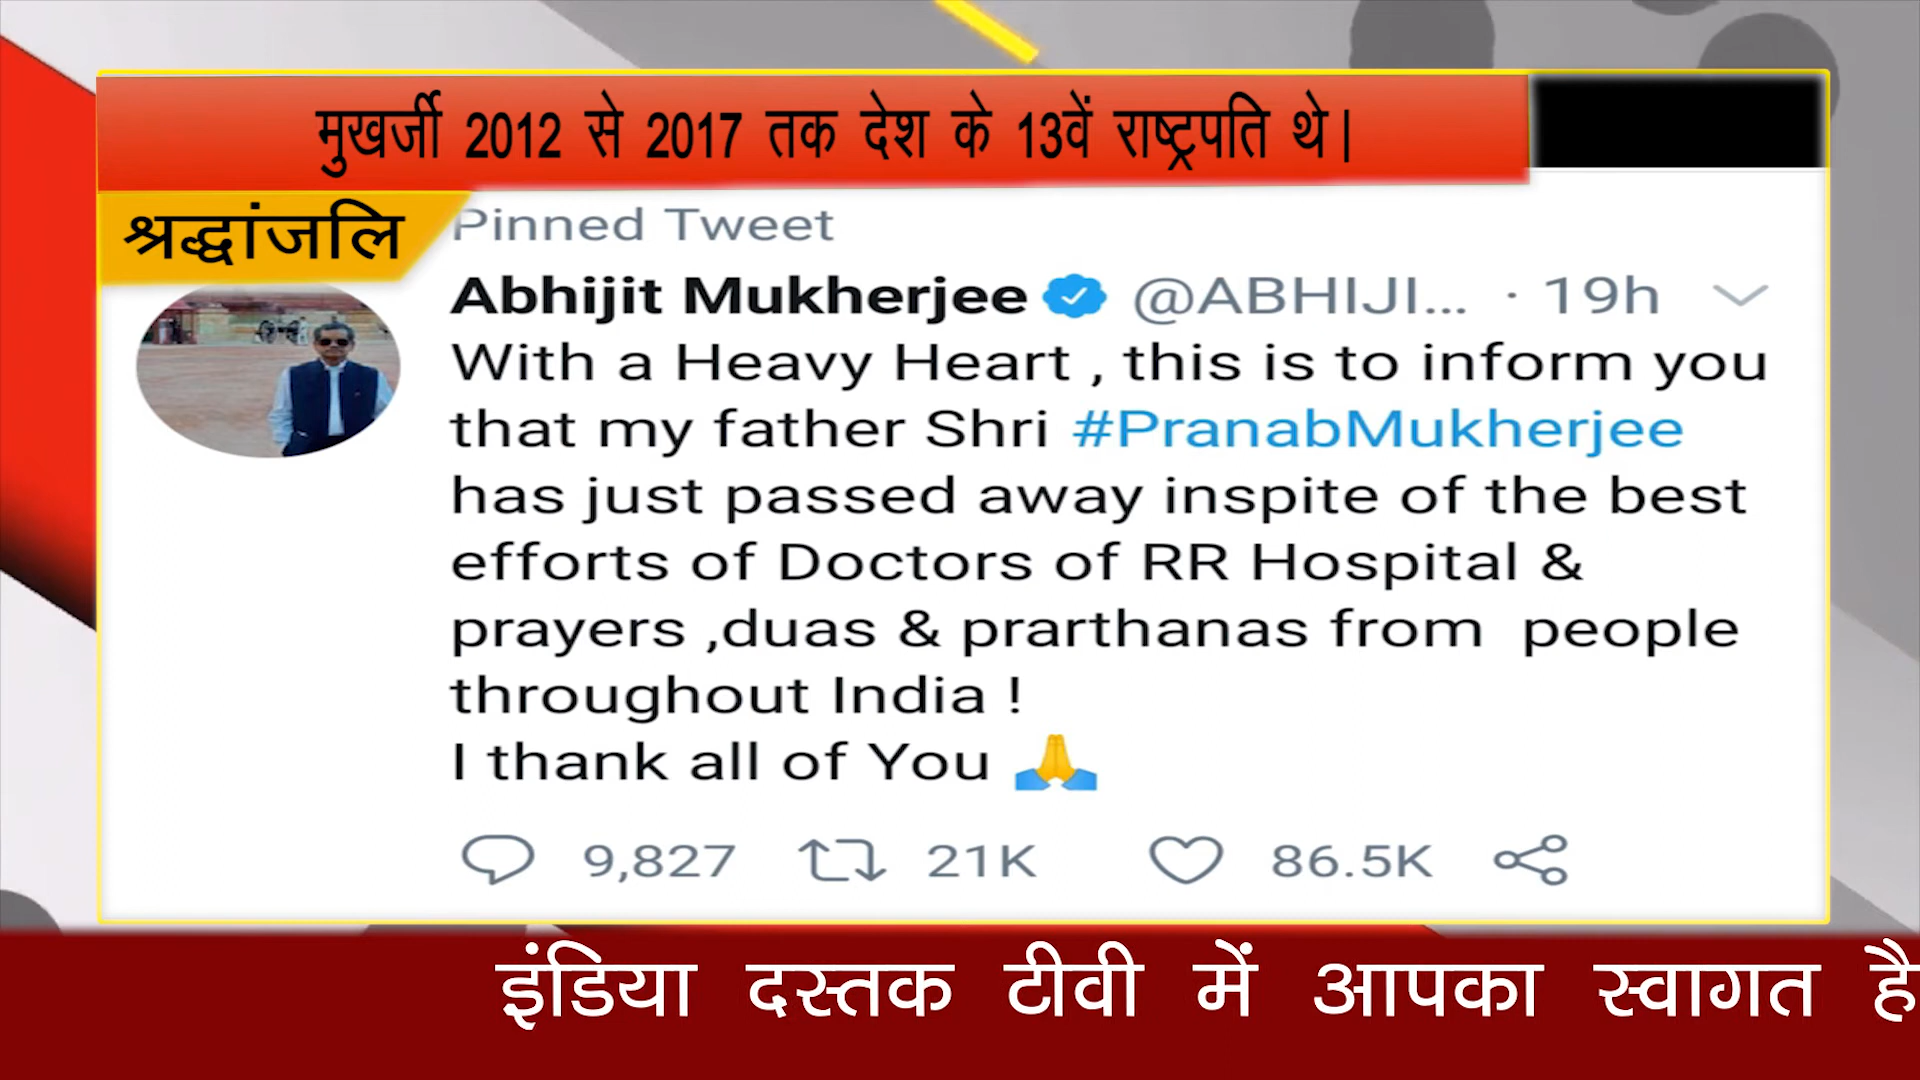 मुखर्जी 2012 से 2017 तक देश के 13वें राष्ट्रपति थे।
श्रद्धांजलि
Pinned Tweet
Abhijit Mukherjee @ABHIJI... · 19h
With a Heavy Heart , this is to inform you
that my father Shri #PranabMukherjee
has just passed away inspite of the best
efforts of Doctors of RR Hospital &
prayers ,duas & prarthanas from people
throughout India !
I thank all of You 🙏
9,827 21K 86.5K
इंडिया दस्तक टीवी में आपका स्वागत है